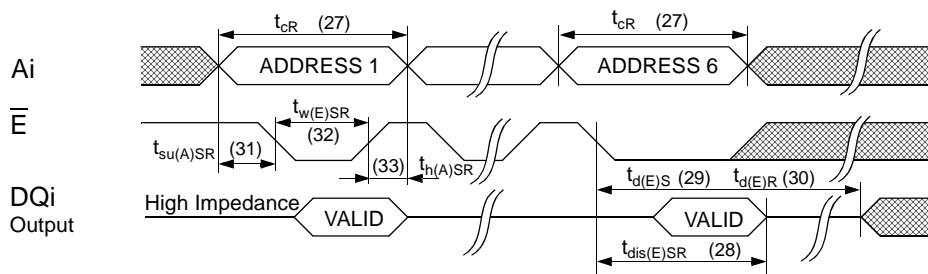 t_cR (27) t_cR (27)
Ai ADDRESS 1 ADDRESS 6
E̅ t_w(E)SR
(32)
t_su(A)SR (31) (33) t_h(A)SR
t_d(E)S (29) t_d(E)R (30)
DQi
Output High Impedance VALID VALID
t_dis(E)SR (28)